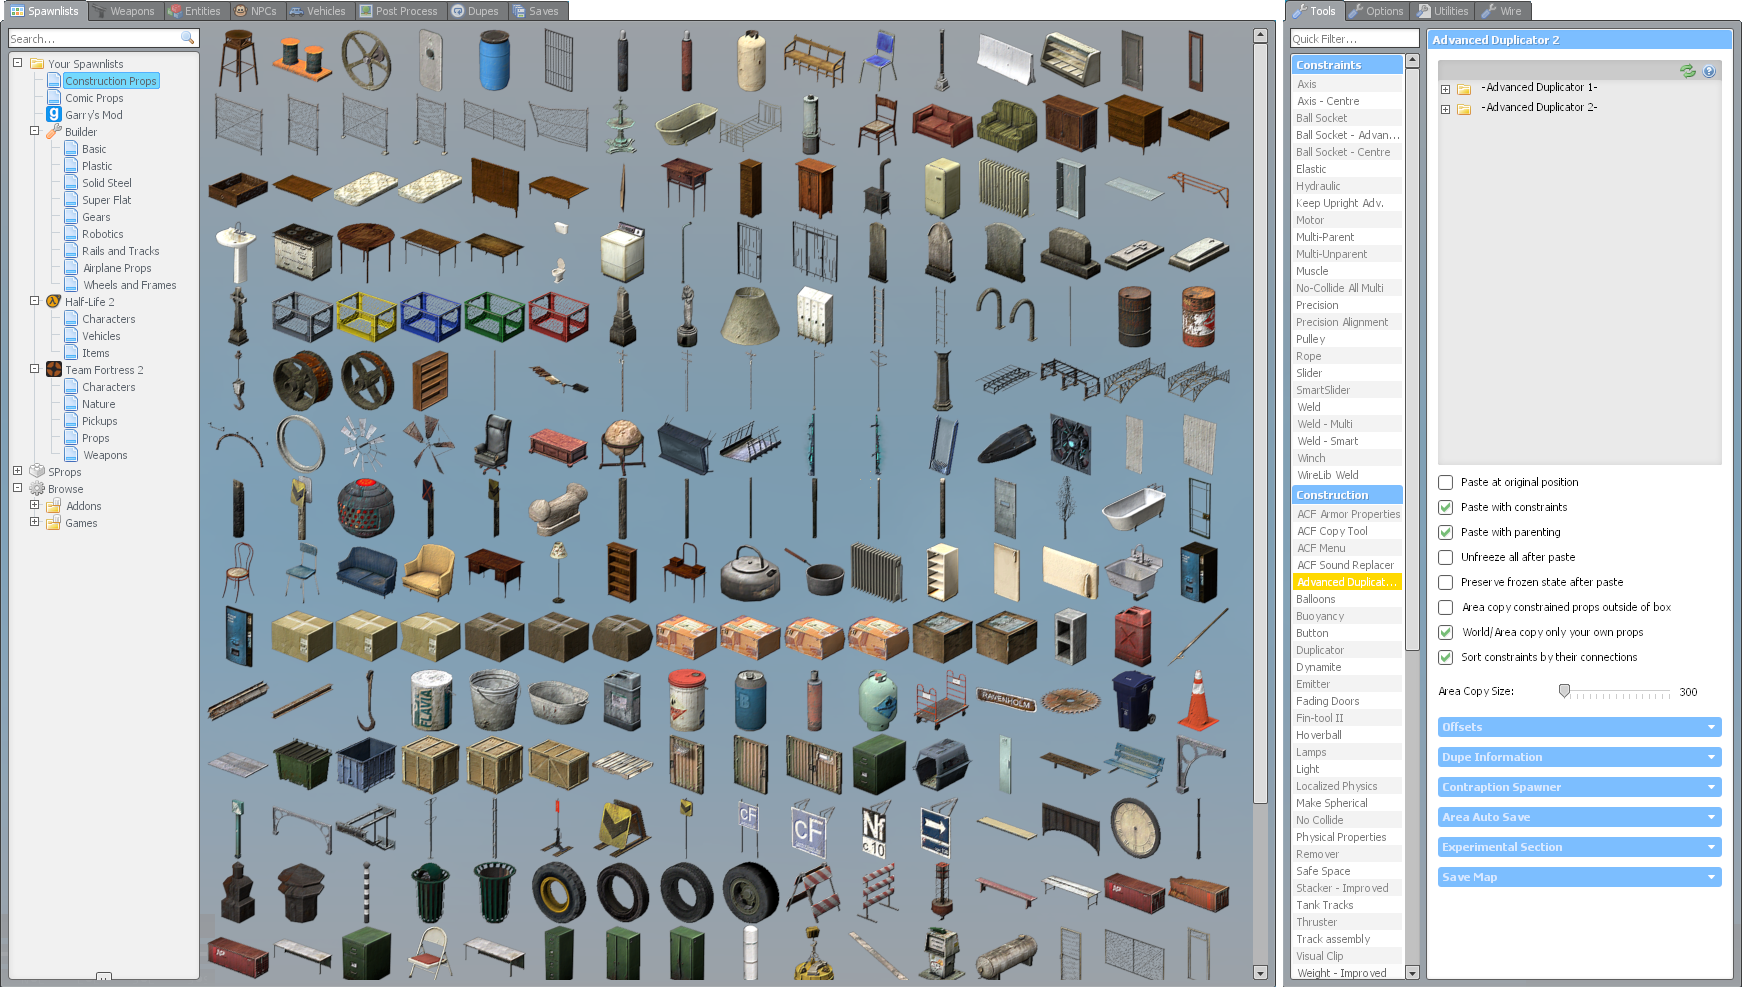 Spawnlists
Weapons
Entities
NPCs
Vehicles
Post Process
Dupes
Saves
Search...
Your Spawnlists
Construction Props
Comic Props
Garry's Mod
Builder
Basic
Plastic
Solid Steel
Super Flat
Gears
Robotics
Rails and Tracks
Airplane Props
Wheels and Frames
Half-Life 2
Characters
Vehicles
Items
Team Fortress 2
Characters
Nature
Pickups
Props
Weapons
SProps
Browse
Addons
Games
FLAVIA
RAVENHOLM
cF
cF
Nf
c 10
Tools
Options
Utilities
Wire
Quick Filter...
Constraints
Axis
Axis - Centre
Ball Socket
Ball Socket - Advan...
Ball Socket - Centre
Elastic
Hydraulic
Keep Upright Adv.
Motor
Multi-Parent
Multi-Unparent
Muscle
No-Collide All Multi
Precision
Precision Alignment
Pulley
Rope
Slider
SmartSlider
Weld
Weld - Multi
Weld - Smart
Winch
WireLib Weld
Construction
ACF Armor Properties
ACF Copy Tool
ACF Menu
ACF Sound Replacer
Advanced Duplicat...
Balloons
Buoyancy
Button
Duplicator
Dynamite
Emitter
Fading Doors
Fin-tool II
Hoverball
Lamps
Light
Localized Physics
Make Spherical
No Collide
Physical Properties
Remover
Safe Space
Stacker - Improved
Tank Tracks
Thruster
Track assembly
Visual Clip
Weight - Improved
Advanced Duplicator 2
-Advanced Duplicator 1-
-Advanced Duplicator 2-
Paste at original position
Paste with constraints
Paste with parenting
Unfreeze all after paste
Preserve frozen state after paste
Area copy constrained props outside of box
World/Area copy only your own props
Sort constraints by their connections
Area Copy Size: 300
Offsets
Dupe Information
Contraption Spawner
Area Auto Save
Experimental Section
Save Map